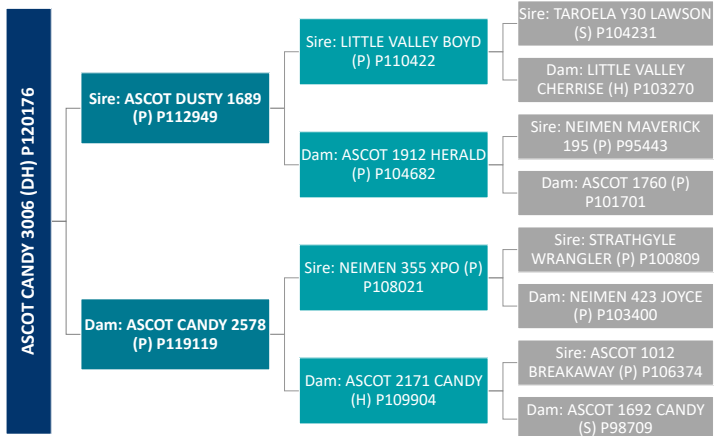 ASCOT CANDY 3006 (DH) P120176
Sire: ASCOT DUSTY 1689
(P) P112949
Dam: ASCOT CANDY 2578
(P) P119119
Sire: LITTLE VALLEY BOYD
(P) P110422
Dam: ASCOT 1912 HERALD
(P) P104682
Sire: NEIMEN 355 XPO (P)
P108021
Dam: ASCOT 2171 CANDY
(H) P109904
Sire: TAROELA Y30 LAWSON
(S) P104231
Dam: LITTLE VALLEY
CHERRISE (H) P103270
Sire: NEIMEN MAVERICK
195 (P) P95443
Dam: ASCOT 1760 (P)
P101701
Sire: STRATHGYLE
WRANGLER (P) P100809
Dam: NEIMEN 423 JOYCE
(P) P103400
Sire: ASCOT 1012
BREAKAWAY (P) P106374
Dam: ASCOT 1692 CANDY
(S) P98709